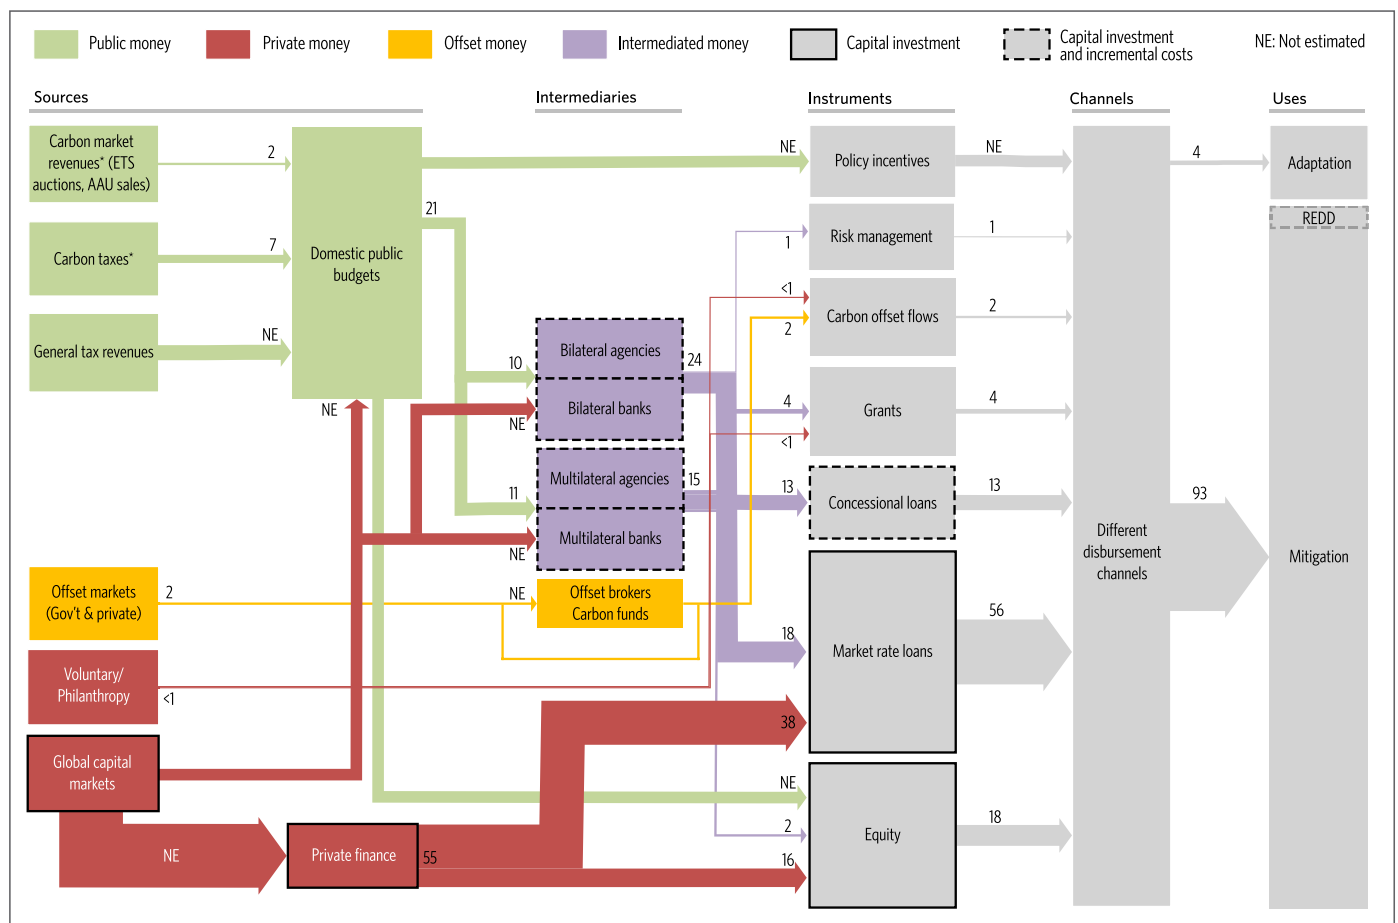 Public money
Private money
Offset money
Intermediated money
Capital investment
Capital investment
and incremental costs
NE: Not estimated
Sources
Intermediaries
Instruments
Channels
Uses
Carbon market
revenues* (ETS
auctions, AAU sales)
2
Carbon taxes*
7
General tax revenues
NE
Domestic public
budgets
21
NE
NE
10
11
NE
NE
Bilateral agencies
Bilateral banks
24
Multilateral agencies
Multilateral banks
15
Offset markets
(Gov't & private)
2
NE
Offset brokers
Carbon funds
Voluntary/
Philanthropy
<1
Global capital
markets
NE
Private finance
55
Policy incentives
NE
1
Risk management
1
<1
2
Carbon offset flows
2
4
<1
Grants
4
13
Concessional loans
13
18
38
Market rate loans
56
NE
2
16
Equity
18
Different
disbursement
channels
4
93
Adaptation
REDD
Mitigation